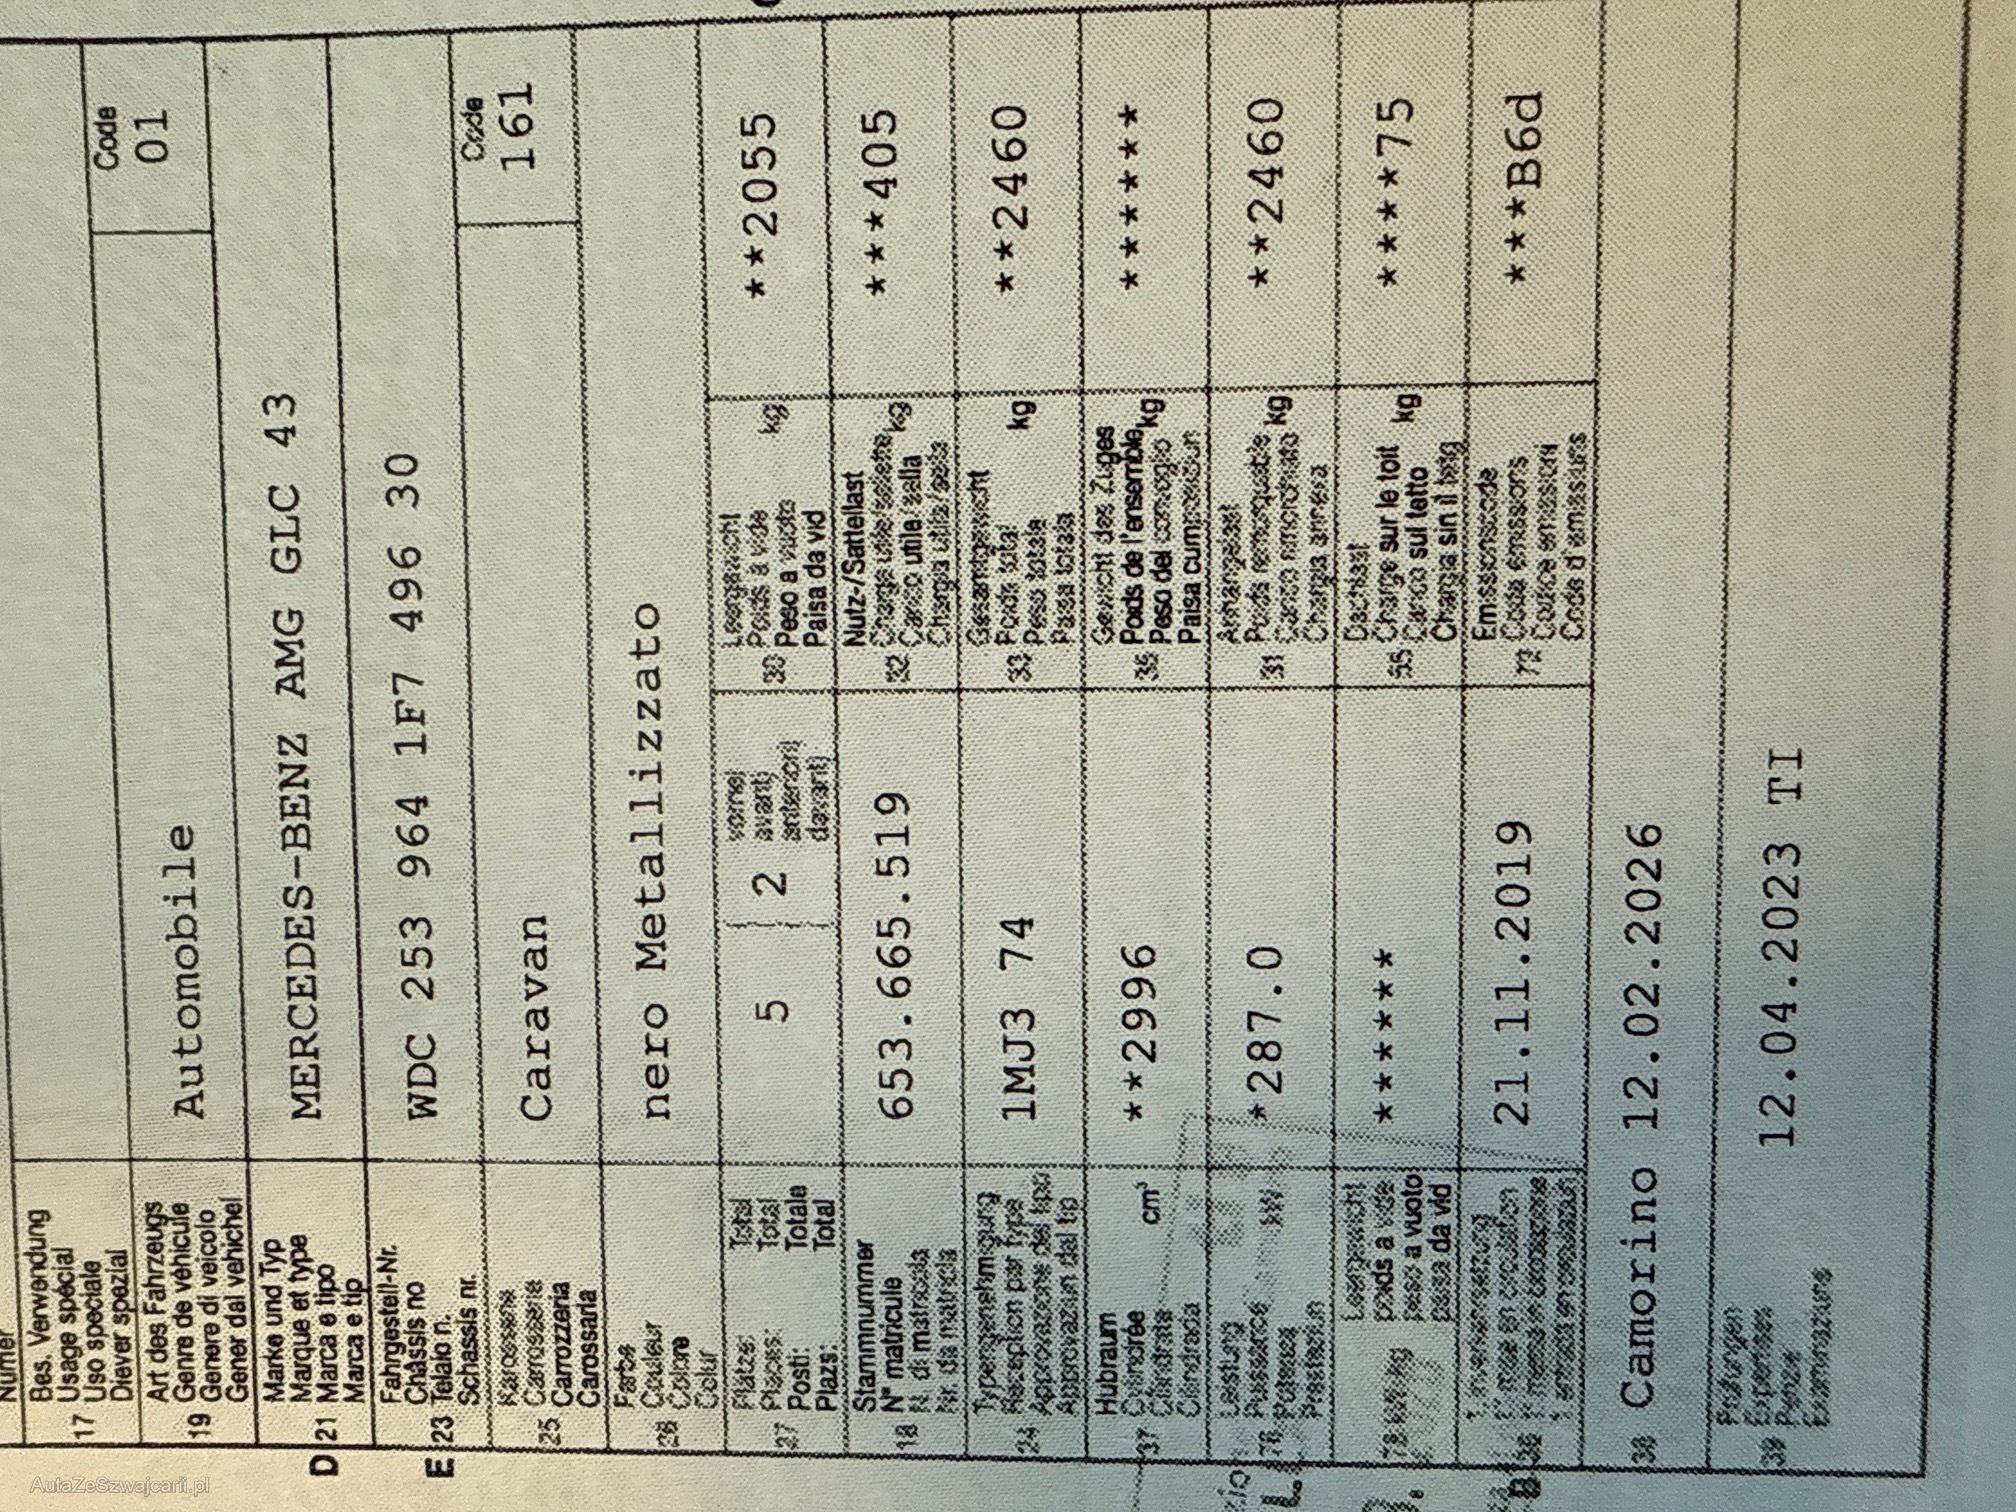 Bes. Verwendung
Usage spécial
17 Uso speciale
Diever spezial
Art des Fahrzeugs
Genre de véhicule
19 Genere di veicolo
Gener dal vehichel
Automobile
Code
01
Marke und Typ
Marque et type
D 21 Marca e tipo
Marca e tip
MERCEDES-BENZ AMG GLC 43
Fahrgestell-Nr.
Châssis no
E 23 Telaio n.
Schassis nr.
WDC 253 964 1F7 496 30
Karosserie
Carrosserie
25 Carrozzeria
Carossaria
Caravan
Code
161
Farbe
Couleur
26 Colore
Colur
nero Metallizzato
Plätze: Total
Places: Total
27 Posti: Totale
Plazs: Total
5
2
vorne)
avant)
anteriori)
davant)
Leergewicht
Poids à vide
30 Peso a vuoto kg
Paisa da vid
**2055
Stammnummer
N° matricule
18 N. di matricola
Nr. da matricla
653.665.519
Nutz-/Sattellast
Charge utile/sellette
32 Carico utile/sella kg
Chargia utila/sella
***405
Typengenehmigung
24 Réception par type
Approvazione del tipo
Approvaziun dal tip
1MJ3 74
Gesamtgewicht
33 Poids total kg
Peso totale
Paisa totala
**2460
Hubraum
37 Cylindrée cm³
Cilindrata
Cilindrada
**2996
Gewicht des Zuges
35 Poids de l'ensemble kg
Peso del convoglio
Paisa cumposiziun
*******
Leistung
76 Puissance kW
Potenza
Prestaziun
*287.0
Anhängelast
31 Poids remorquable kg
Carico rimorchiato
Chargia annexa
**2460
Leergewicht
78 kW/kg poids à vide
peso a vuoto
paisa da vid
*******
Dachlast
55 Charge sur le toit kg
Carico sul tetto
Chargia sin il tetg
*****75
1. Inverkehrsetzung
B 36 1. messa in circolazione
21.11.2019
Emissionscode
72 Code émissions
Codice emissioni
Code d'emissiuns
***B6d
38 Camorino 12.02.2026
Prüfungen
Expertises
39 Perizie
Examinaziuns
12.04.2023 TI
AutaZeSzwajcarii.pl